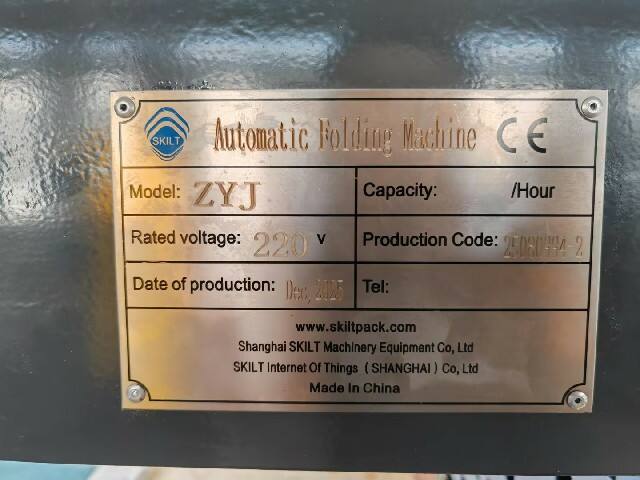 SKILT Automatic Folding Machine CE
Model: ZYJ Capacity: /Hour
Rated voltage: 220 V Production Code:
Date of production: Dec, 2025 Tel:
www.skiltpack.com
Shanghai SKILT Machinery Equipment Co, Ltd
SKILT Internet Of Things ( SHANGHAI ) Co, Ltd
Made In China